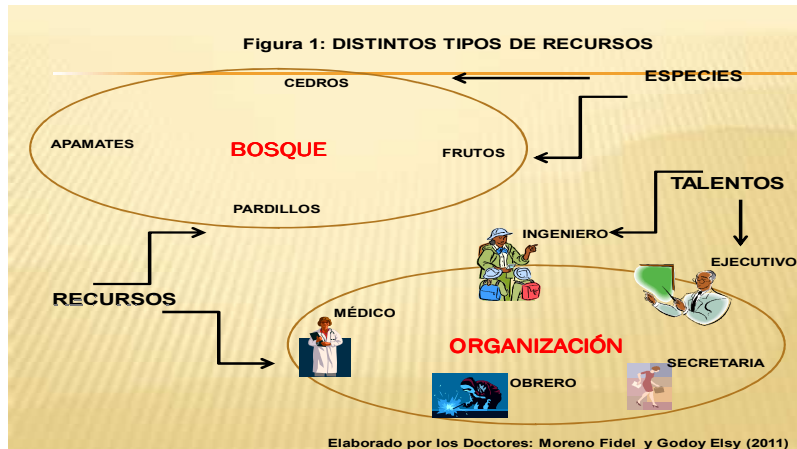 Figura 1: DISTINTOS TIPOS DE RECURSOS
ESPECIES
CEDROS
APAMATES
BOSQUE
FRUTOS
TALENTOS
PARDILLOS
INGENIERO
EJECUTIVO
RECURSOS
MÉDICO
ORGANIZACIÓN
SECRETARIA
OBRERO
Elaborado por los Doctores: Moreno Fidel y Godoy Elsy (2011)